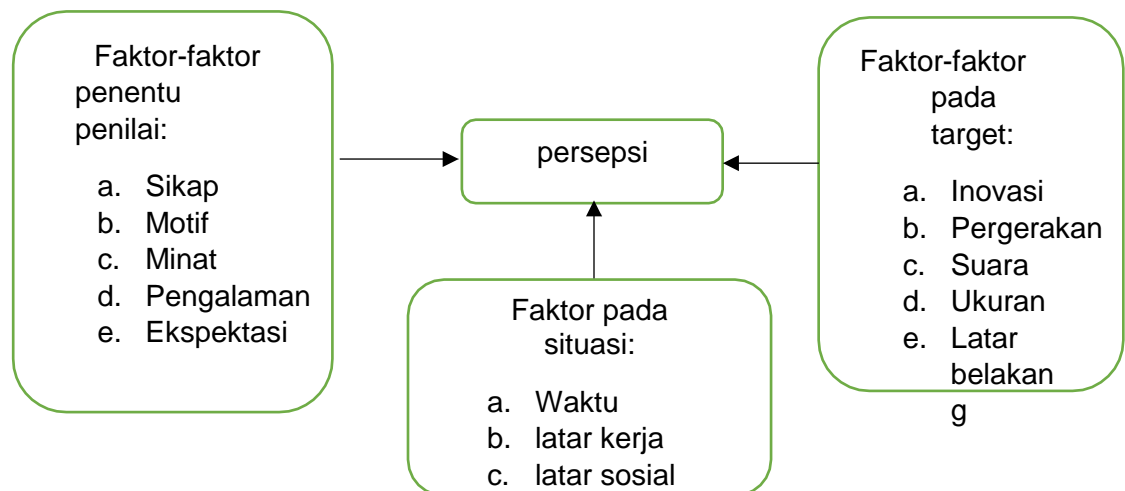 Faktor-faktor
penentu
penilai:
a. Sikap
b. Motif
c. Minat
d. Pengalaman
e. Ekspektasi
persepsi
Faktor pada
situasi:
a. Waktu
b. latar kerja
c. latar sosial
Faktor-faktor
pada
target:
a. Inovasi
b. Pergerakan
c. Suara
d. Ukuran
e. Latar
belakan
g